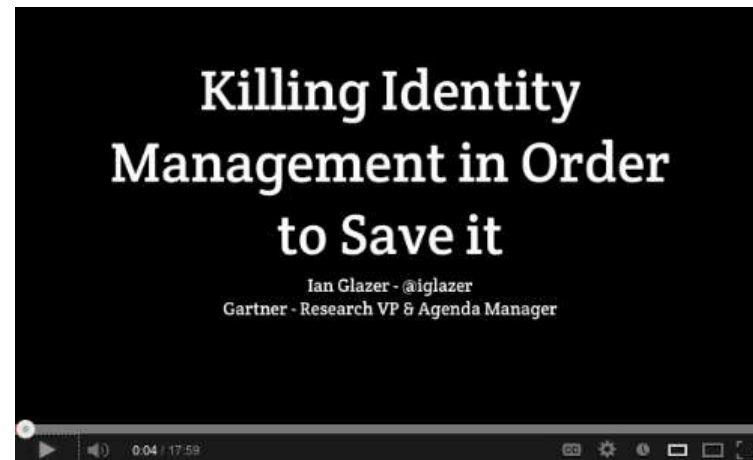 Killing Identity
Management in Order
to Save it
Ian Glazer - @iglazer
Gartner - Research VP & Agenda Manager
0:04 / 17:59
CC